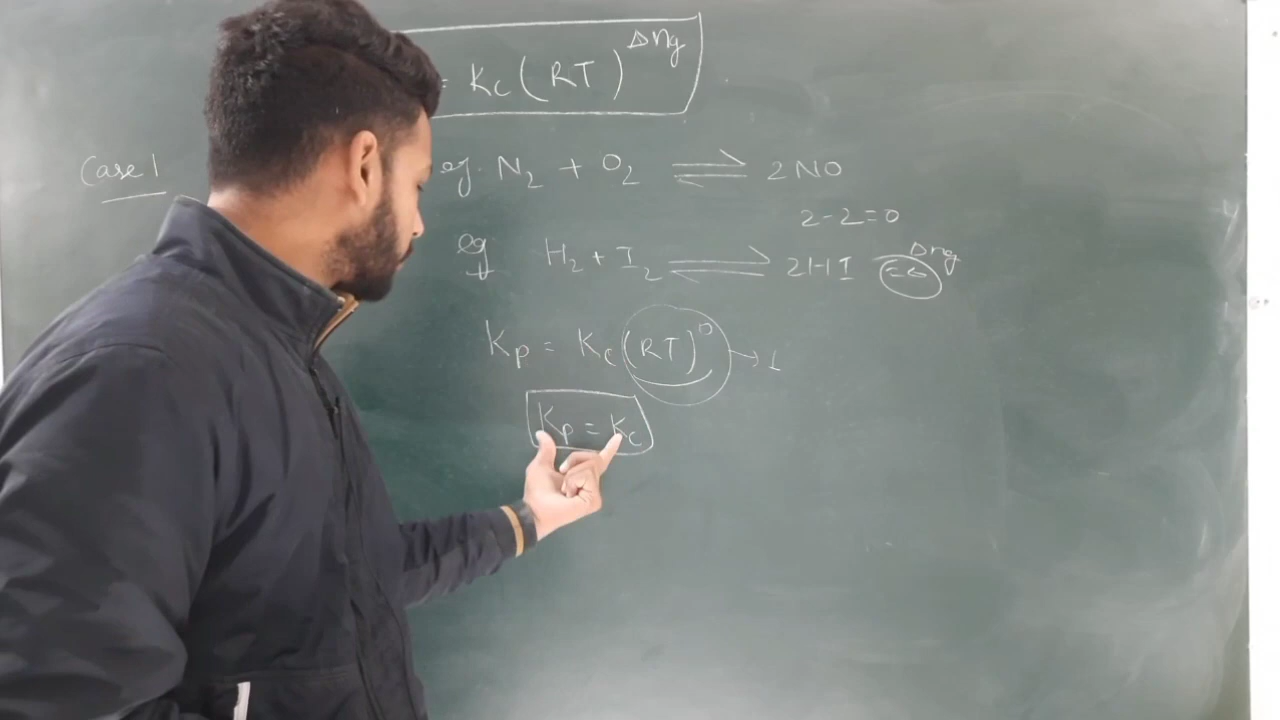 = Kc (RT)^Δng
Case 1
eg. N₂ + O₂ ⇌ 2NO
2-2=0
eg H₂ + I₂ ⇌ 2HI
Δng
Kp = Kc (RT)⁰ → 1
Kp = Kc